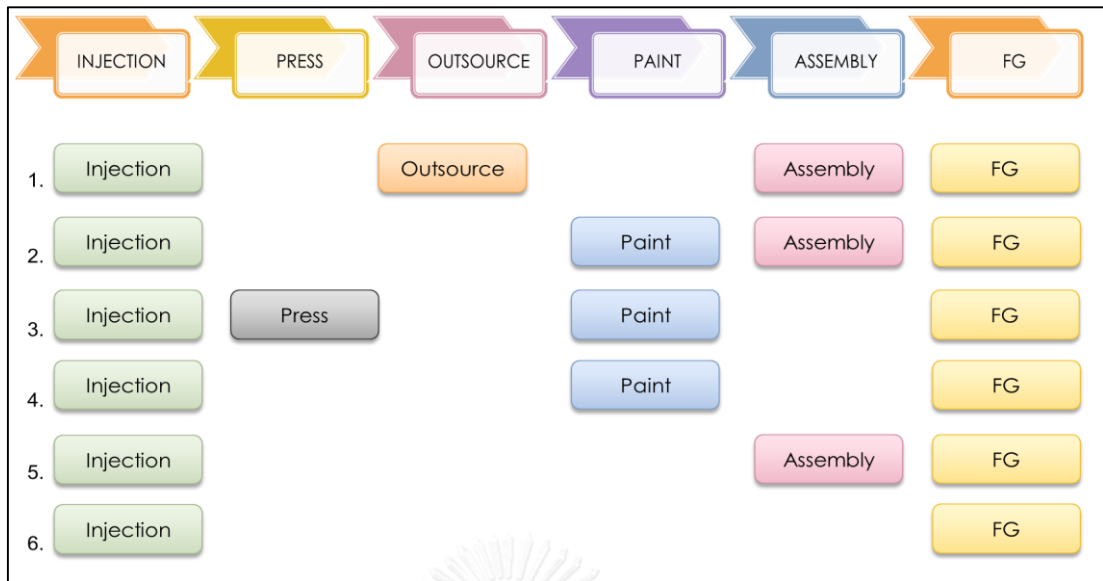 INJECTION PRESS OUTSOURCE PAINT ASSEMBLY FG
1. Injection Outsource Assembly FG
2. Injection Paint Assembly FG
3. Injection Press Paint FG
4. Injection Paint FG
5. Injection Assembly FG
6. Injection FG